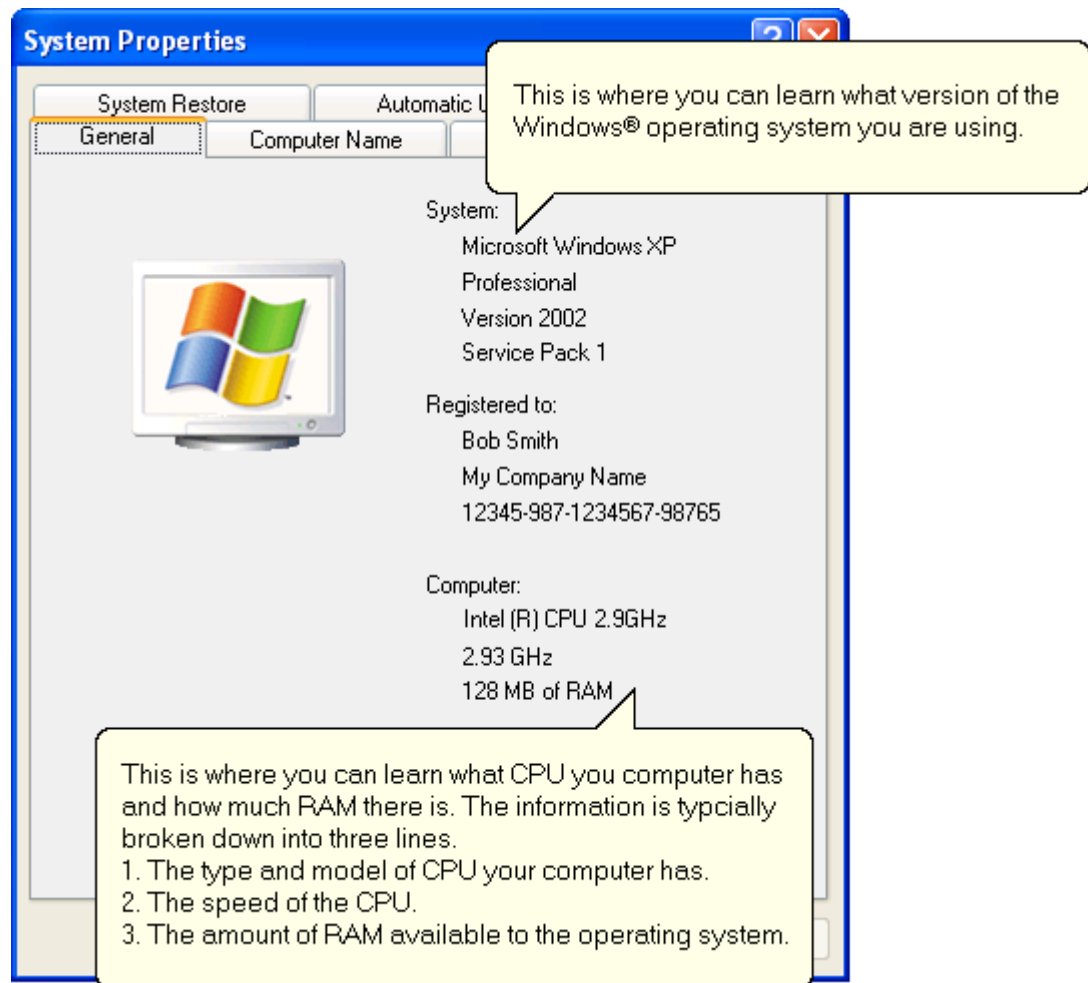 System Properties
This is where you can learn what version of the
Windows® operating system you are using.
System Restore
Automatic
General
Computer Name
System:
Microsoft Windows XP
Professional
Version 2002
Service Pack 1
Registered to:
Bob Smith
My Company Name
12345-987-1234567-98765
Computer:
Intel (R) CPU 2.9GHz
2.93 GHz
128 MB of RAM
This is where you can learn what CPU you computer has
and how much RAM there is. The information is typcially
broken down into three lines.
1. The type and model of CPU your computer has.
2. The speed of the CPU.
3. The amount of RAM available to the operating system.